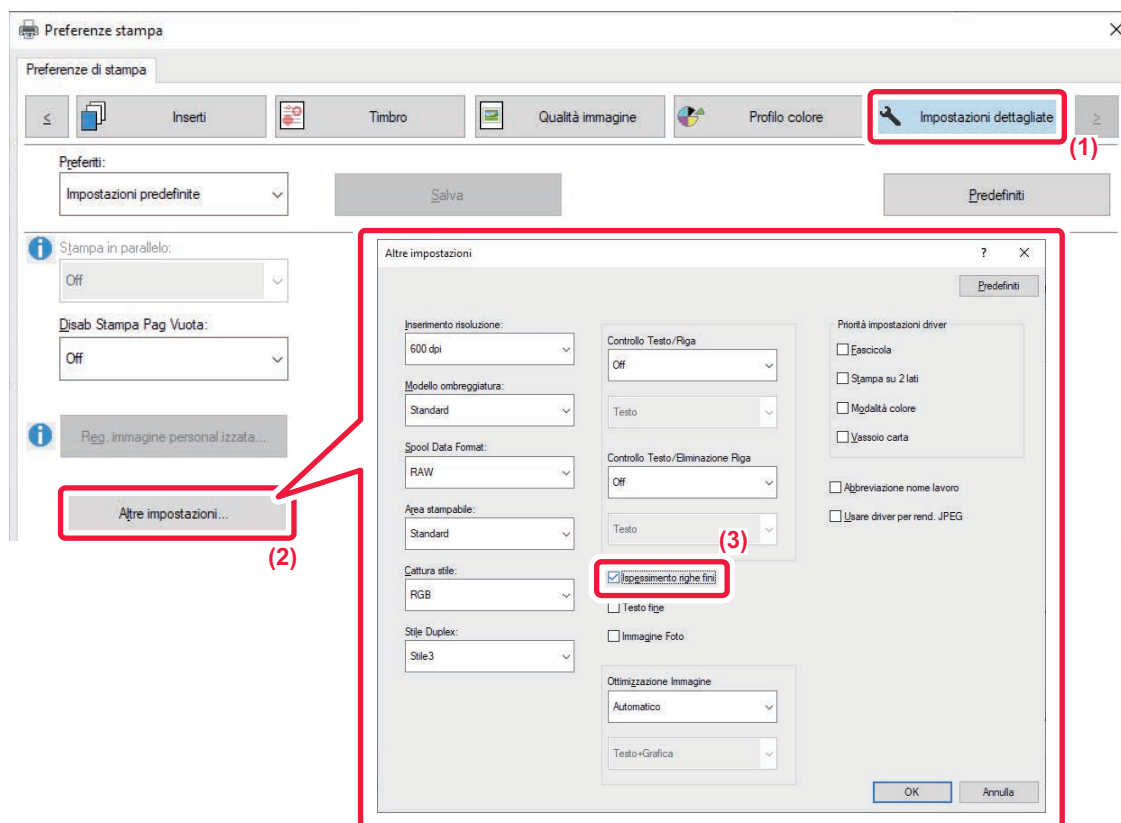 Preferenze stampa
Preferenze di stampa
< Inserti Timbro Qualità immagine Profilo colore Impostazioni dettagliate >
(1)
Preferiti:
Impostazioni predefinite Salva Predefiniti
Stampa in parallelo:
Off
Disab Stampa Pag Vuota:
Off
Reg. immagine personal.izzata...
Altre impostazioni...
(2)
Altre impostazioni ?
Predefiniti
Inserimento risoluzione:
600 dpi
Modello ombreggiatura:
Standard
Spool Data Format:
RAW
Area stampabile:
Standard
Cattura stile:
RGB
Stile Duplex:
Stile3
Controllo Testo/Riga
Off
Testo
Controllo Testo/Eliminazione Riga
Off
Testo
(3)
Ispessimento righe fini
Testo fine
Immagine Foto
Ottimizzazione Immagine
Automatico
Testo+Grafica
Priorità impostazioni driver
Fascicola
Stampa su 2 lati
Modalità colore
Vassoio carta
Abbreviazione nome lavoro
Usare driver per rend. JPEG
OK Annulla